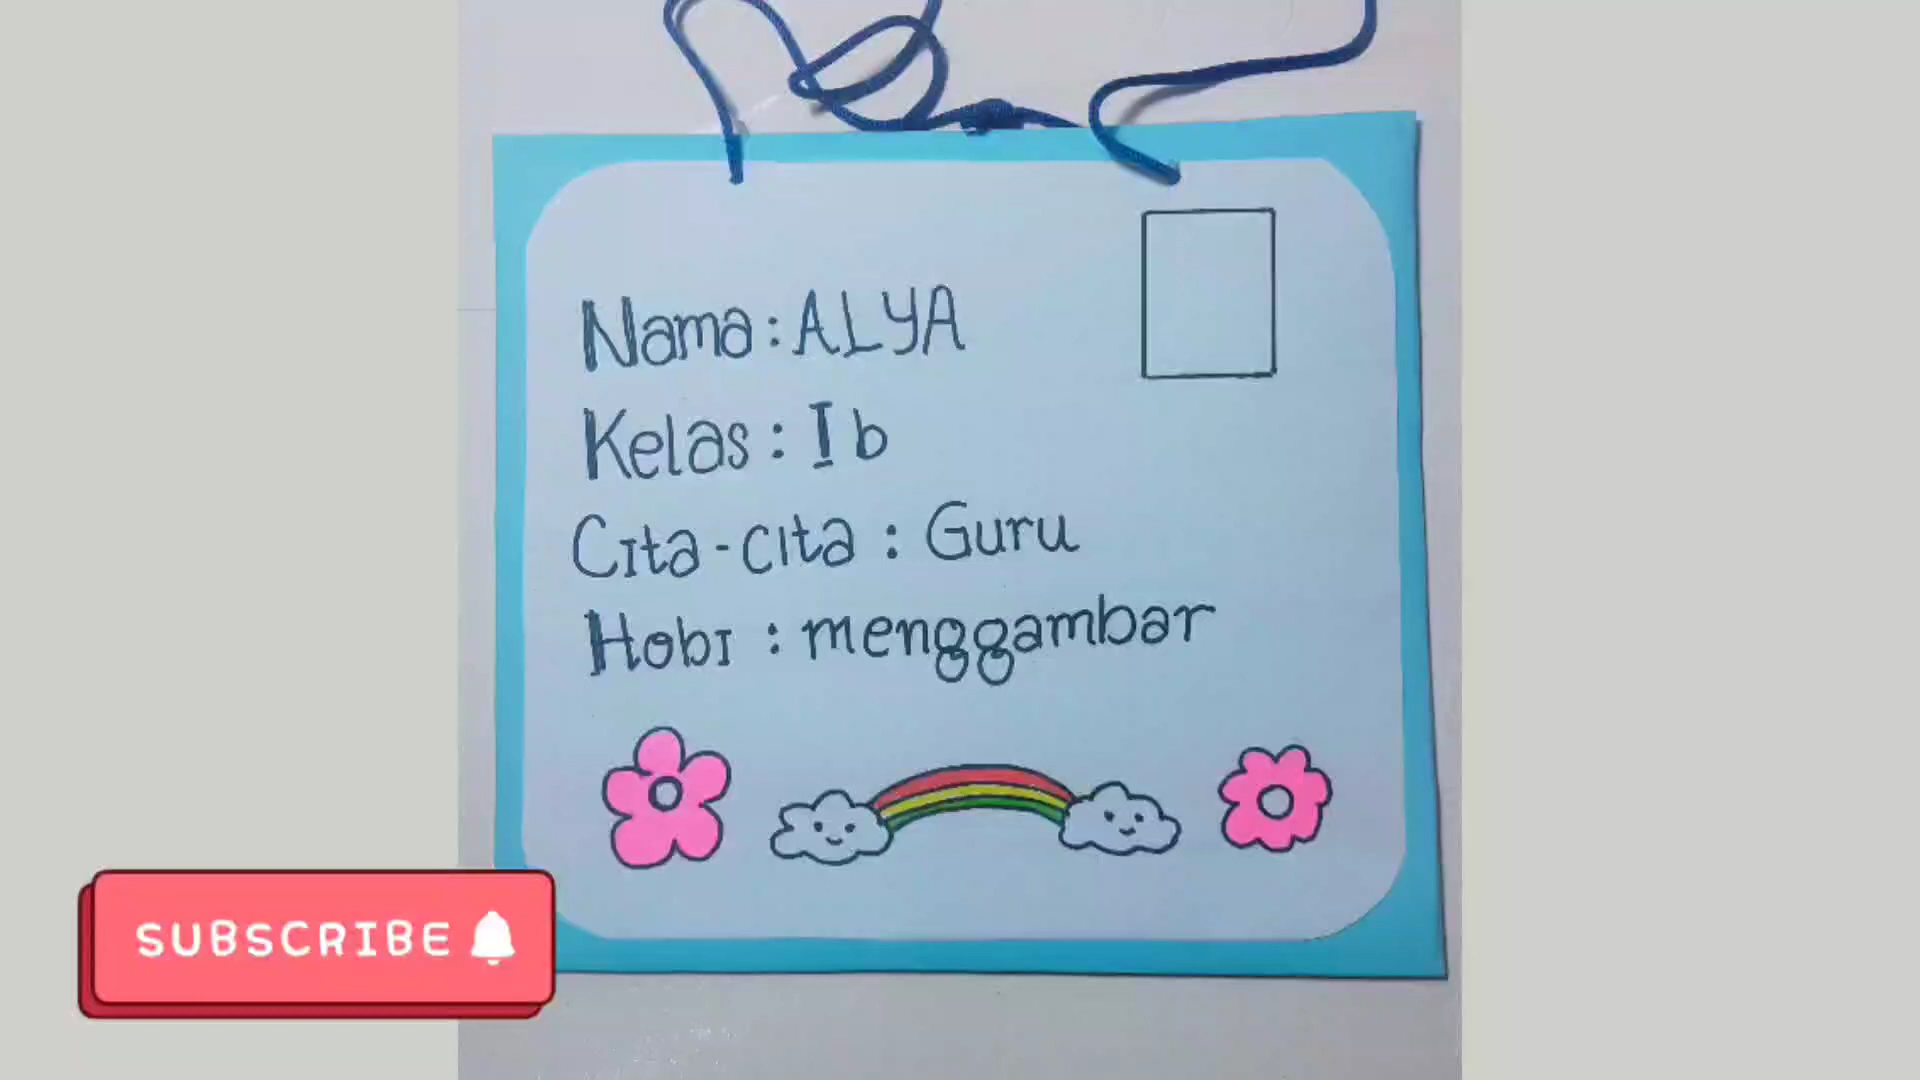 Nama : ALYA
Kelas : I b
Cita-cita : Guru
Hobi : menggambar
SUBSCRIBE